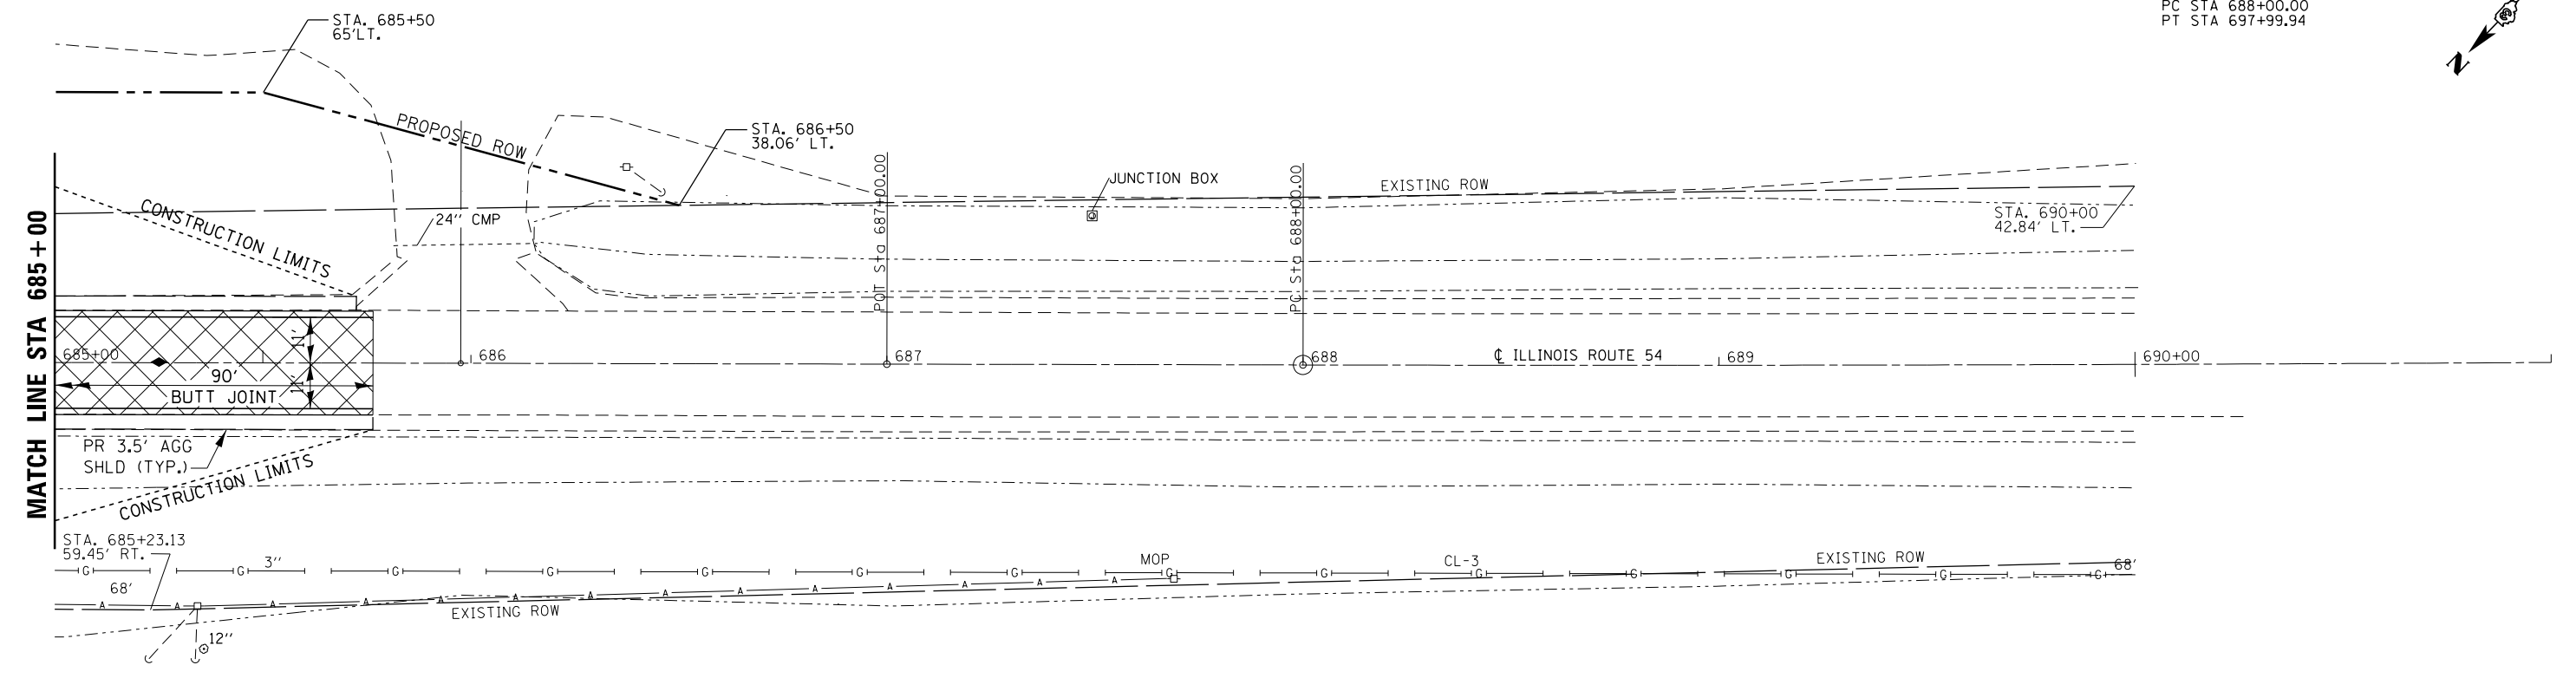 PC STA 688+00.00
PT STA 697+99.94
3
N
STA. 685+50
65'LT.
PROPOSED ROW
STA. 686+50
38.06' LT.
POT Sta 687+00.00
JUNCTION BOX
PC Sta 688+00.00
EXISTING ROW
STA. 690+00
42.84' LT.
CONSTRUCTION LIMITS
24" CMP
MATCH LINE STA 685+00
685+00
11'
11'
90'
BUTT JOINT
686
687
688
℄ ILLINOIS ROUTE 54
689
690+00
PR 3.5' AGG
SHLD (TYP.)
CONSTRUCTION LIMITS
STA. 685+23.13
59.45' RT.
3"
MOP
CL-3
EXISTING ROW
68'
G G G G G G G G G G G G G G
68'
A A A A A A A A A A A A A A
EXISTING ROW
12"